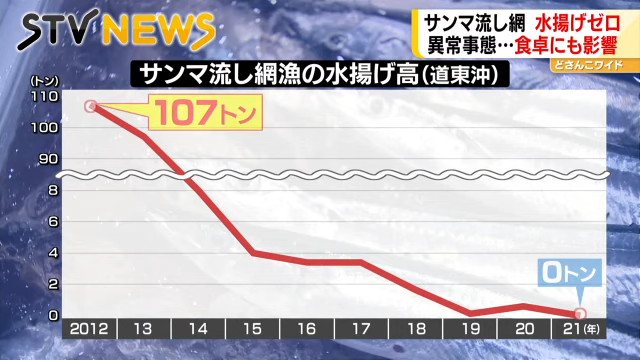 STV NEWS
サンマ流し網 水揚げゼロ
異常事態…食卓にも影響
どさんこワイド
サンマ流し網漁の水揚げ高(道東沖)
(トン)
110
100
90
8
6
4
2
0
107トン
0トン
2012 13 14 15 16 17 18 19 20 21(年)